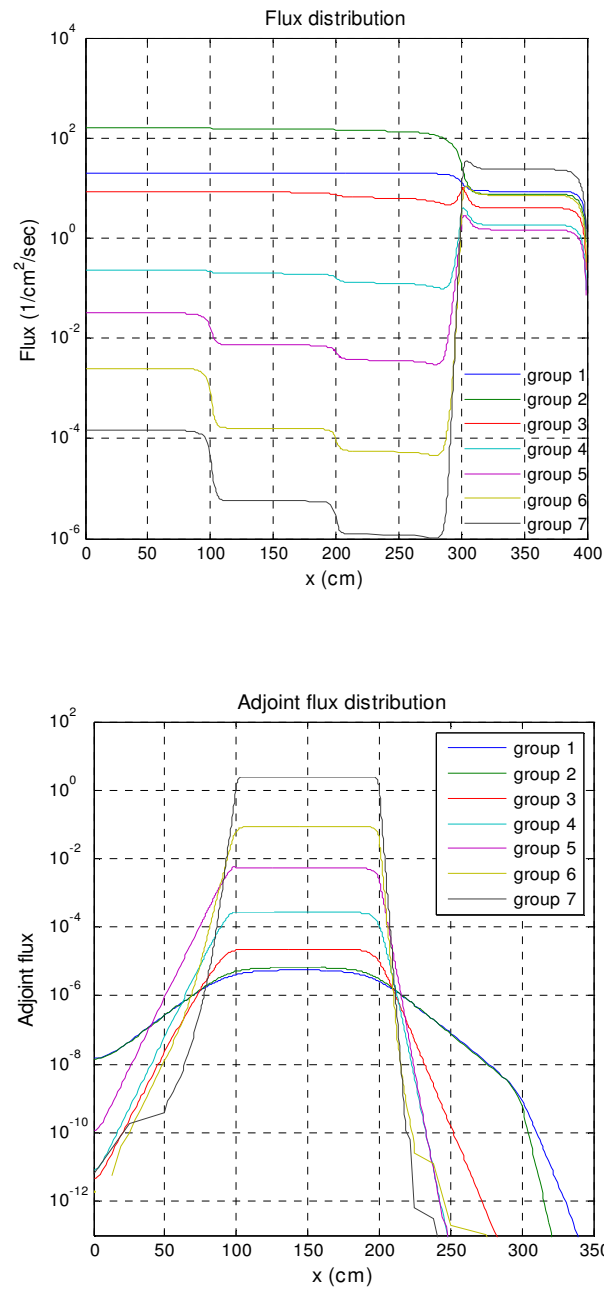 Flux distribution
10^4
10^2
10^0
10^-2
10^-4
10^-6
Flux (1/cm^2/sec)
group 1
group 2
group 3
group 4
group 5
group 6
group 7
0 50 100 150 200 250 300 350 400
x (cm)
Adjoint flux distribution
10^2
10^0
10^-2
10^-4
10^-6
10^-8
10^-10
10^-12
Adjoint flux
group 1
group 2
group 3
group 4
group 5
group 6
group 7
0 50 100 150 200 250 300 350
x (cm)